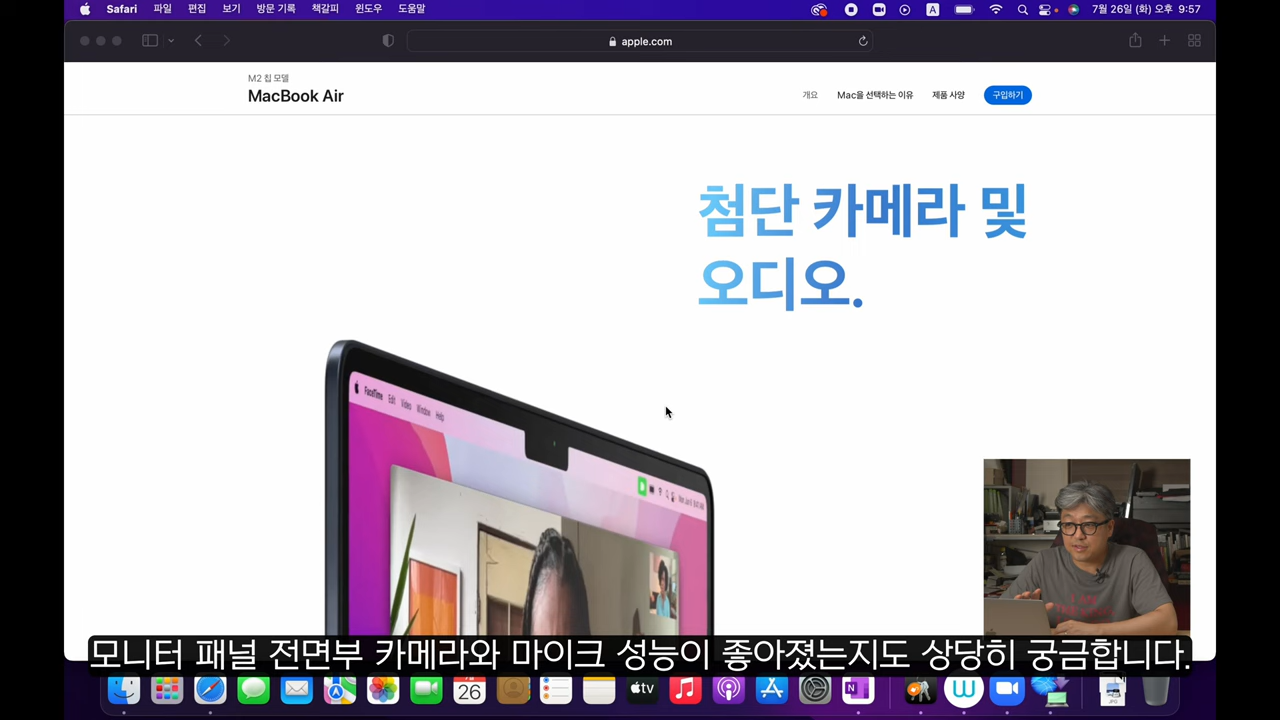 Safari 파일 편집 보기 방문 기록 책갈피 윈도우 도움말 A 7월 26일 (화) 오후 9:57
apple.com
M2 칩 모델
MacBook Air
개요 Mac을 선택하는 이유 제품 사양 구입하기
첨단 카메라 및
오디오.
FaceTime Edit Video Window Help
I AM
모니터 패널 전면부 카메라와 마이크 성능이 좋아졌는지도 상당히 궁금합니다.
26 tv N W JPG